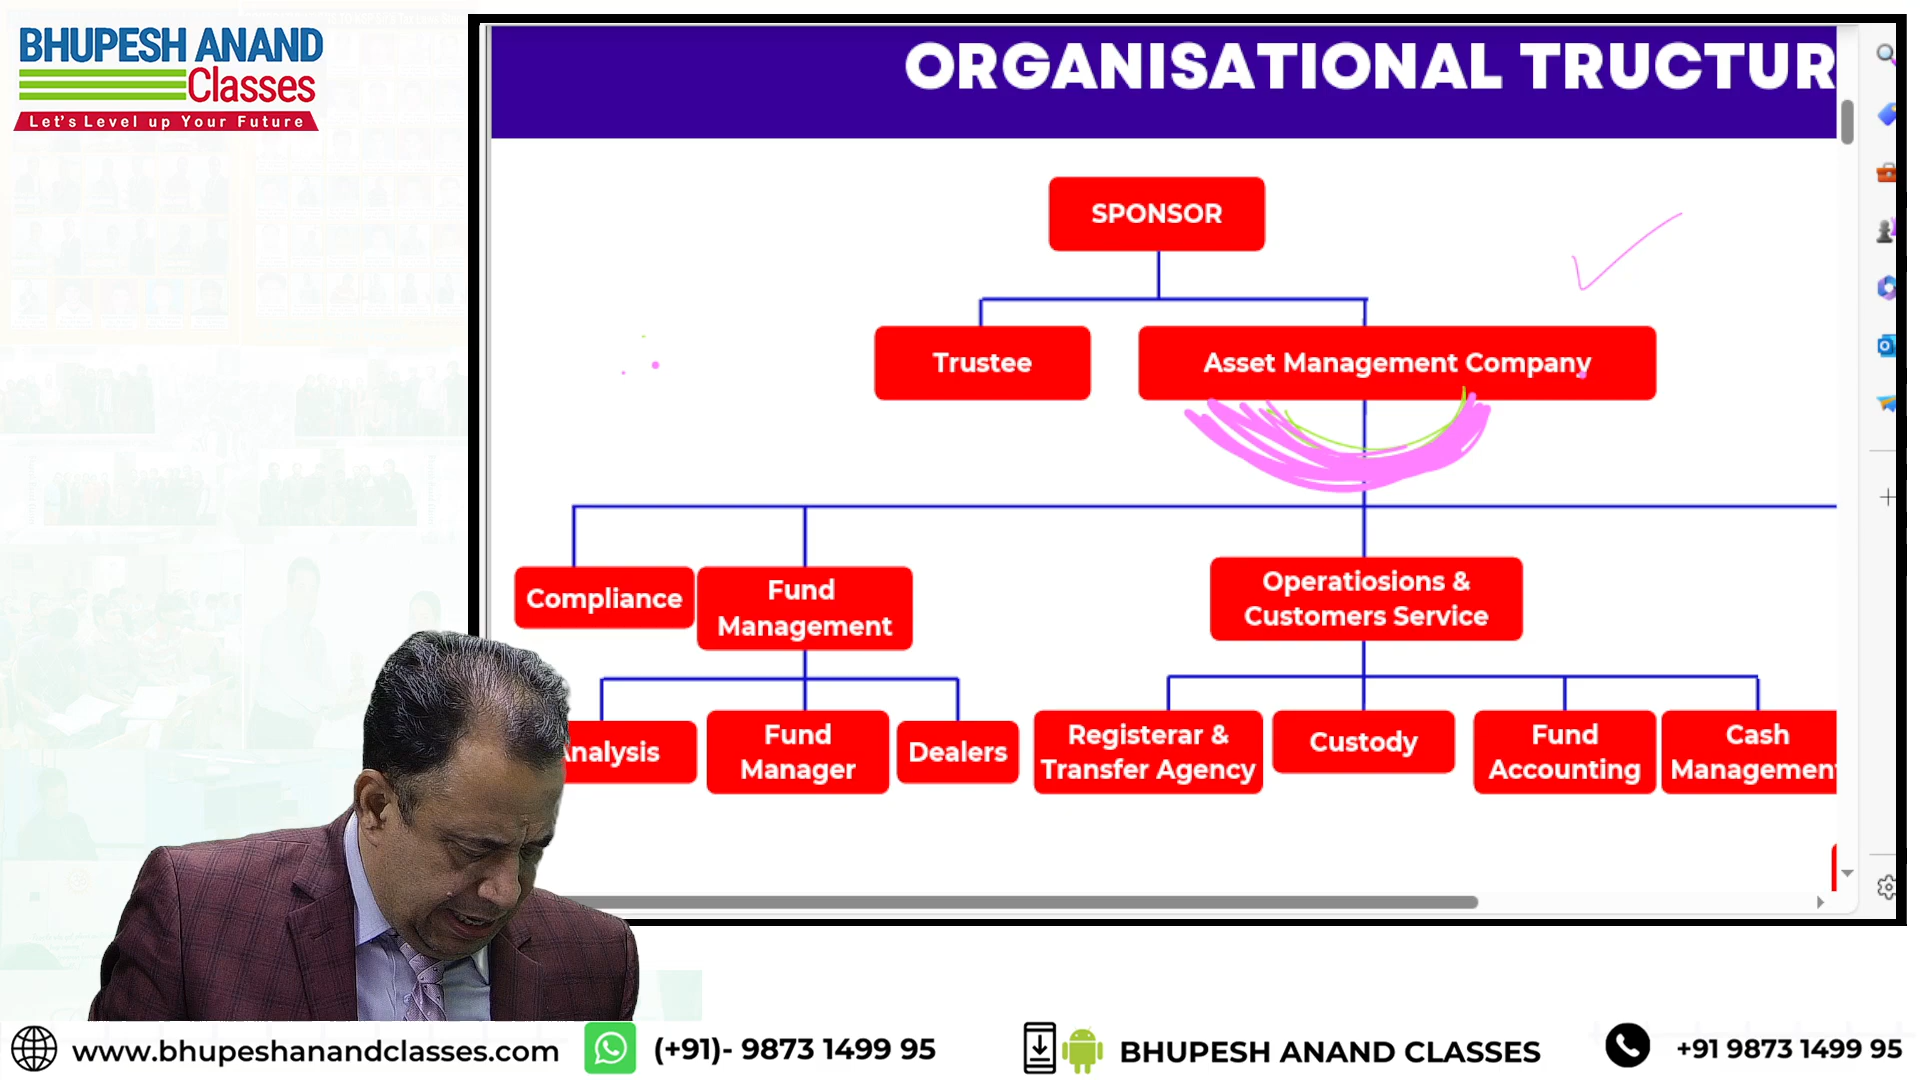 BHUPESH ANAND
Classes
Let's Level up Your Future
ORGANISATIONAL TRUCTUR
SPONSOR
Trustee
Asset Management Company
Compliance
Fund
Management
Operatiosions &
Customers Service
Analysis
Fund
Manager
Dealers
Registerar &
Transfer Agency
Custody
Fund
Accounting
Cash
Management
www.bhupeshanandclasses.com
(+91)- 9873 1499 95
BHUPESH ANAND CLASSES
+91 9873 1499 95